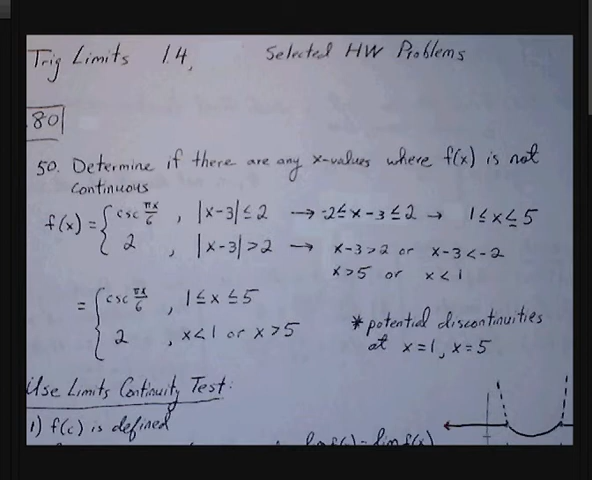 Trig Limits 1.4, Selected HW Problems
80
50. Determine if there are any x-values where f(x) is not
continuous
f(x) = { csc πx/6 , |x-3| ≤ 2 → -2 ≤ x-3 ≤ 2 → 1 ≤ x ≤ 5
2 , |x-3| > 2 → x-3 > 2 or x-3 < -2
x > 5 or x < 1
= { csc πx/6 , 1 ≤ x ≤ 5
2 , x < 1 or x > 5
*potential discontinuities
at x=1, x=5
Use Limits Continuity Test:
1) f(c) is defined